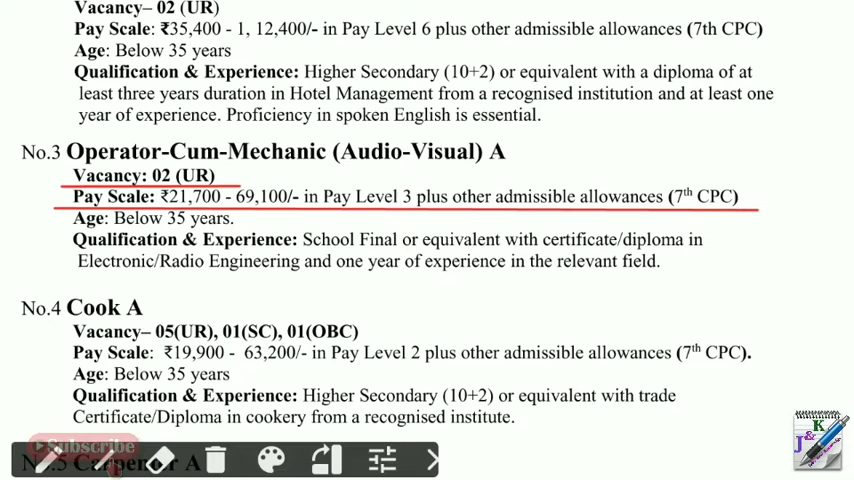 Vacancy– 02 (UR)
Pay Scale: ₹35,400 - 1, 12,400/- in Pay Level 6 plus other admissible allowances (7th CPC)
Age: Below 35 years
Qualification & Experience: Higher Secondary (10+2) or equivalent with a diploma of at
least three years duration in Hotel Management from a recognised institution and at least one
year of experience. Proficiency in spoken English is essential.
No.3 Operator-Cum-Mechanic (Audio-Visual) A
Vacancy: 02 (UR)
Pay Scale: ₹21,700 - 69,100/- in Pay Level 3 plus other admissible allowances (7th CPC)
Age: Below 35 years.
Qualification & Experience: School Final or equivalent with certificate/diploma in
Electronic/Radio Engineering and one year of experience in the relevant field.
No.4 Cook A
Vacancy– 05(UR), 01(SC), 01(OBC)
Pay Scale: ₹19,900 - 63,200/- in Pay Level 2 plus other admissible allowances (7th CPC).
Age: Below 35 years
Qualification & Experience: Higher Secondary (10+2) or equivalent with trade
Certificate/Diploma in cookery from a recognised institute.
Subscribe
No.5 Carpenter A
J&K